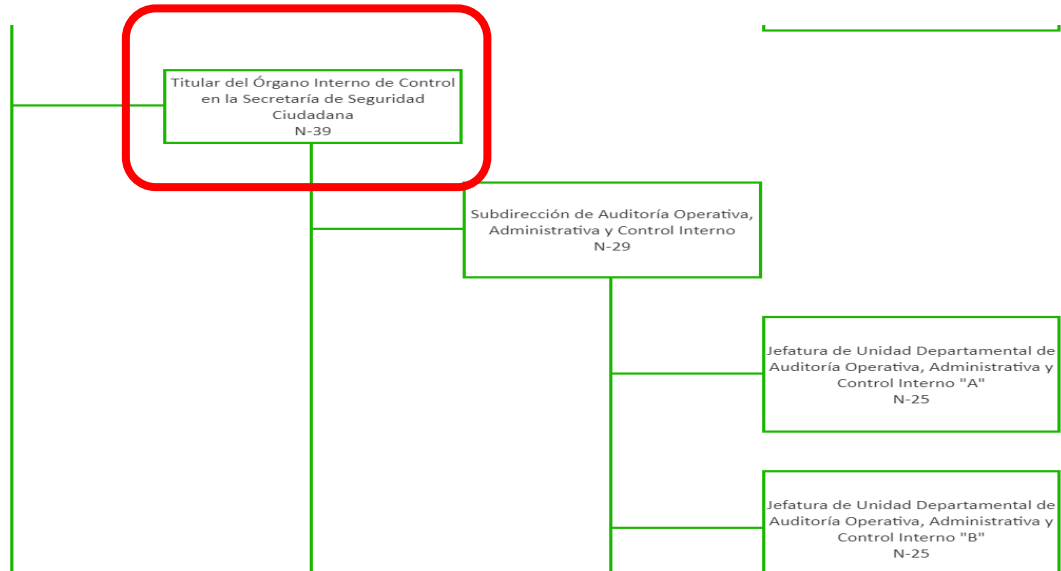 Titular del Órgano Interno de Control
en la Secretaría de Seguridad
Ciudadana
N-39
Subdirección de Auditoría Operativa,
Administrativa y Control Interno
N-29
Jefatura de Unidad Departamental de
Auditoría Operativa, Administrativa y
Control Interno "A"
N-25
Jefatura de Unidad Departamental de
Auditoría Operativa, Administrativa y
Control Interno "B"
N-25